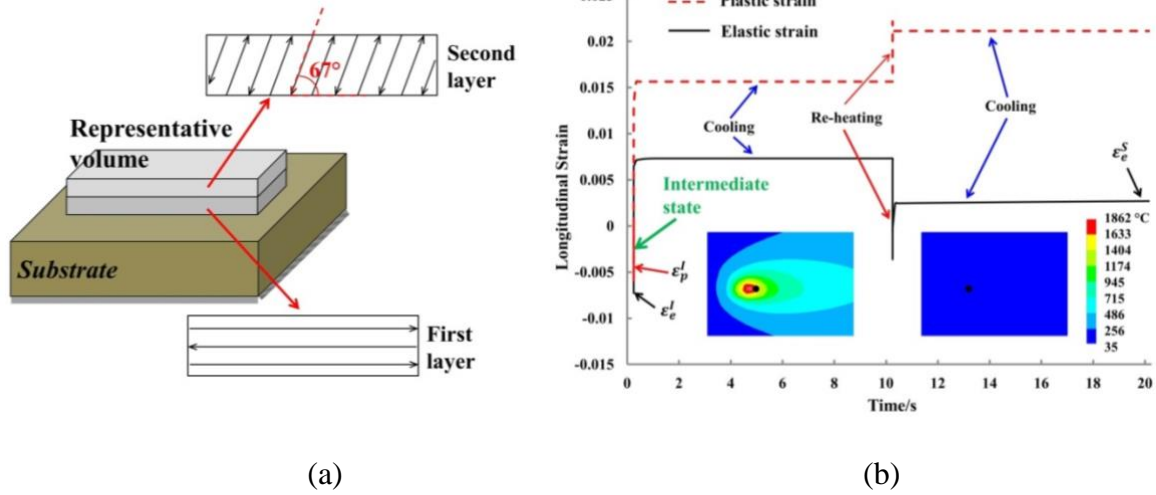 67°
Second
layer
Representative
volume
Substrate
First
layer
(a)
Plastic strain
Elastic strain
0.02
0.015
0.01
0.005
0
-0.005
-0.01
-0.015
Longitudinal Strain
Cooling
Re-heating
Cooling
Intermediate
state
ε_p^I
ε_e^I
ε_e^S
1862 °C
1633
1404
1174
945
715
486
256
35
0 2 4 6 8 10 12 14 16 18 20
Time/s
(b)